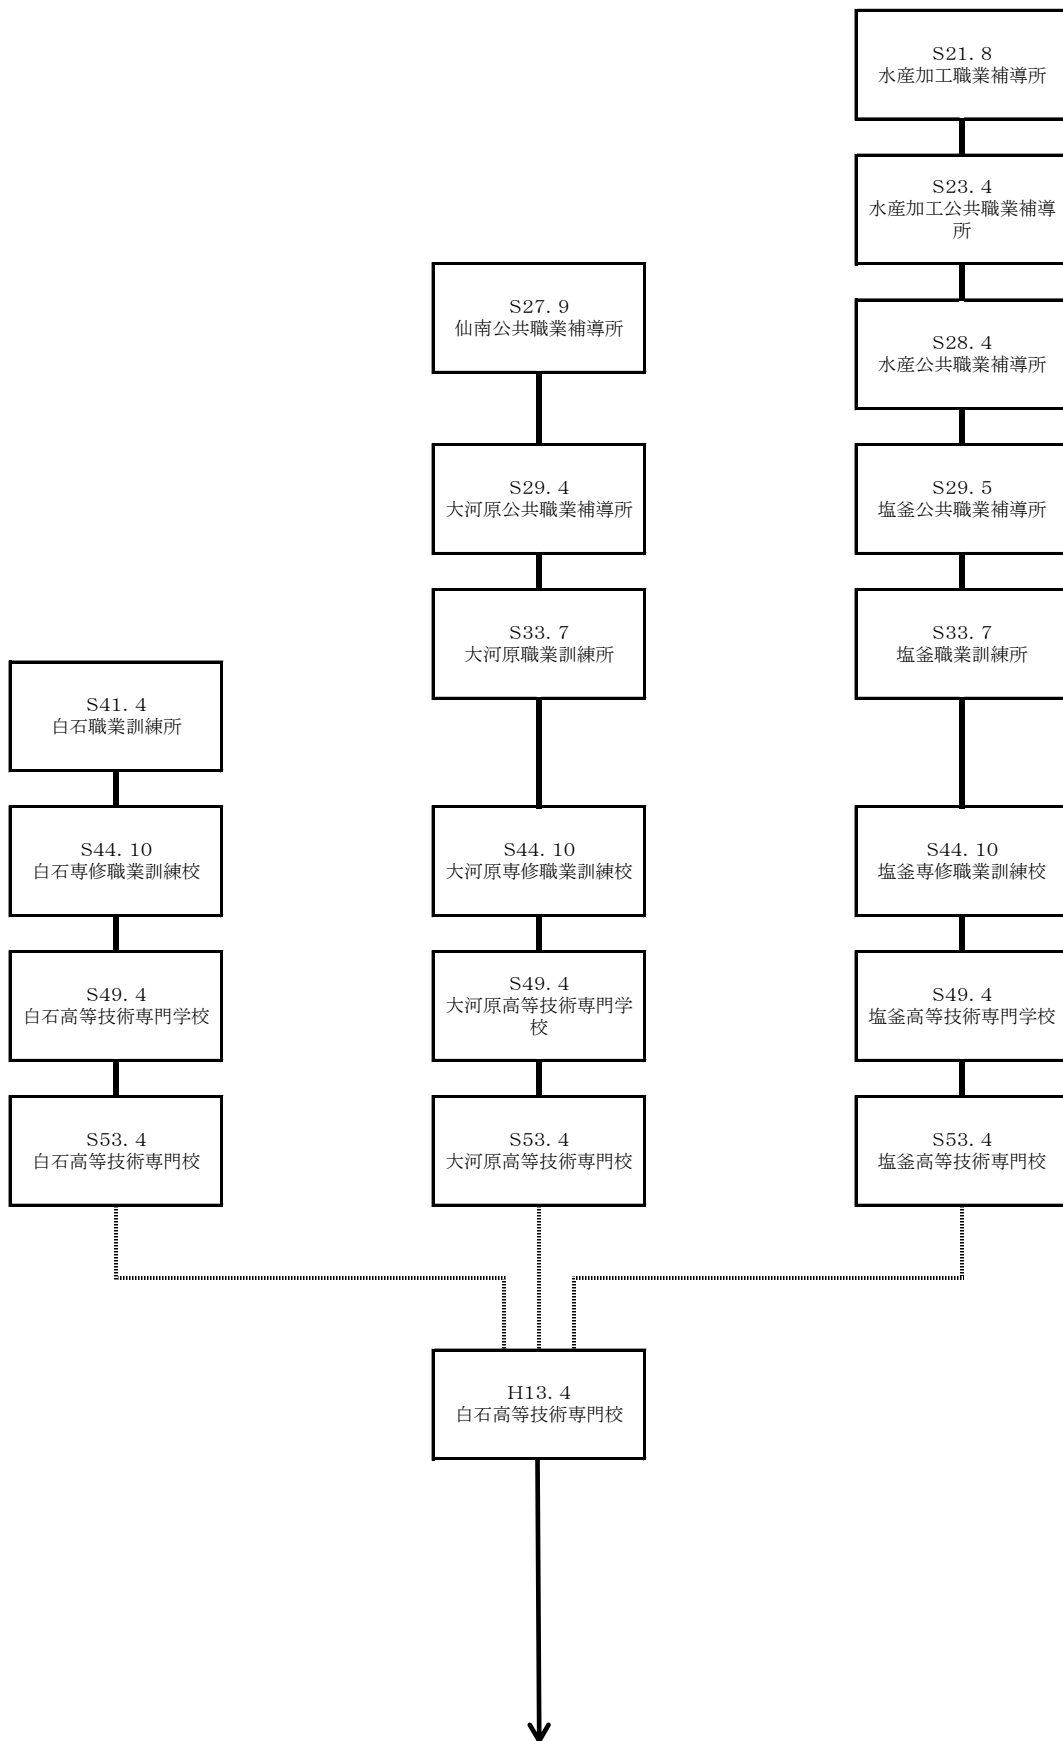 S21. 8
水産加工職業補導所
S23. 4
水産加工公共職業補導
所
S27. 9
仙南公共職業補導所
S28. 4
水産公共職業補導所
S29. 4
大河原公共職業補導所
S29. 5
塩釜公共職業補導所
S33. 7
大河原職業訓練所
S33. 7
塩釜職業訓練所
S41. 4
白石職業訓練所
S44. 10
白石専修職業訓練校
S44. 10
大河原専修職業訓練校
S44. 10
塩釜専修職業訓練校
S49. 4
白石高等技術専門学校
S49. 4
大河原高等技術専門学
校
S49. 4
塩釜高等技術専門学校
S53. 4
白石高等技術専門校
S53. 4
大河原高等技術専門校
S53. 4
塩釜高等技術専門校
H13. 4
白石高等技術専門校